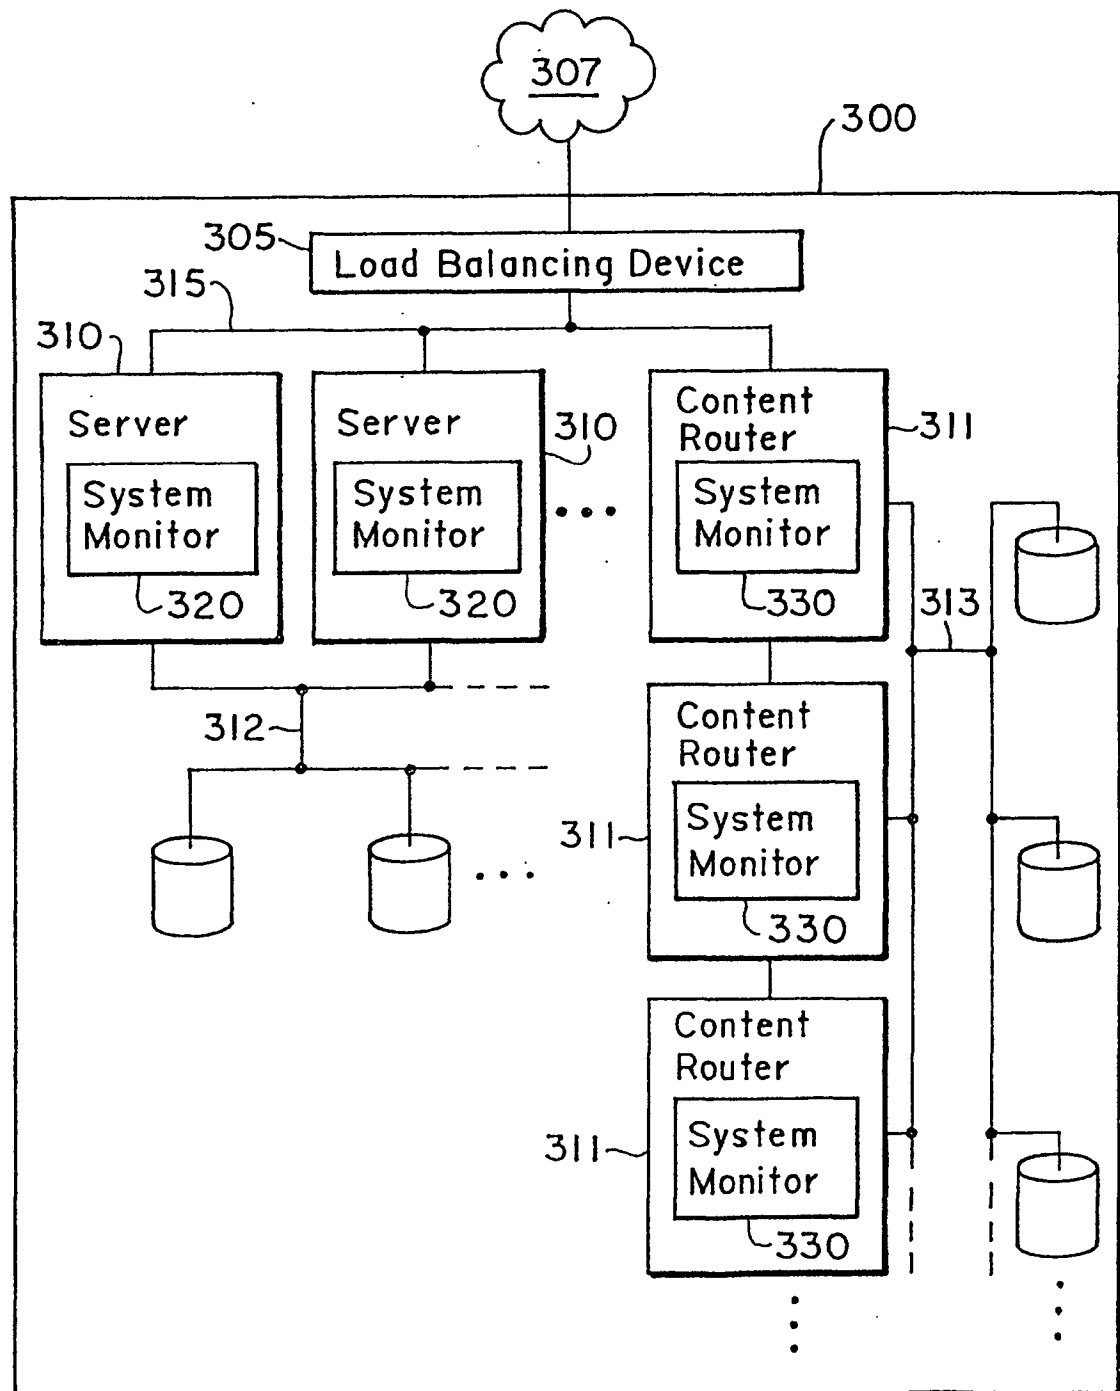 307
300
305
Load Balancing Device
315
310
Server
System
Monitor
320
Server
310
System
Monitor
320
Content
Router
311
System
Monitor
330
313
312
Content
Router
311
System
Monitor
330
Content
Router
311
System
Monitor
330